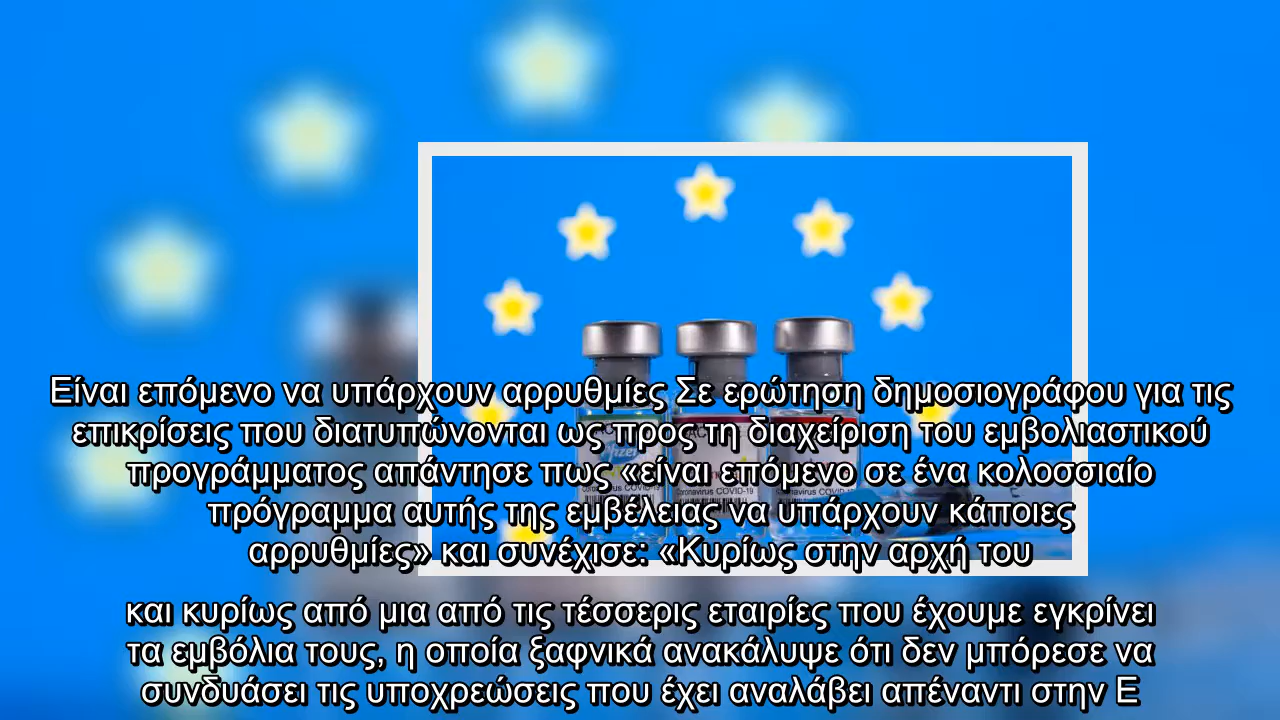 Είναι επόμενο να υπάρχουν αρρυθμίες Σε ερώτηση δημοσιογράφου για τις
επικρίσεις που διατυπώνονται ως προς τη διαχείριση του εμβολιαστικού
προγράμματος απάντησε πως «είναι επόμενο σε ένα κολοσσιαίο
πρόγραμμα αυτής της εμβέλειας να υπάρχουν κάποιες
αρρυθμίες» και συνέχισε: «Κυρίως στην αρχή του
και κυρίως από μια από τις τέσσερις εταιρίες που έχουμε εγκρίνει
τα εμβόλια τους, η οποία ξαφνικά ανακάλυψε ότι δεν μπόρεσε να
συνδυάσει τις υποχρεώσεις που έχει αναλάβει απέναντι στην Ε